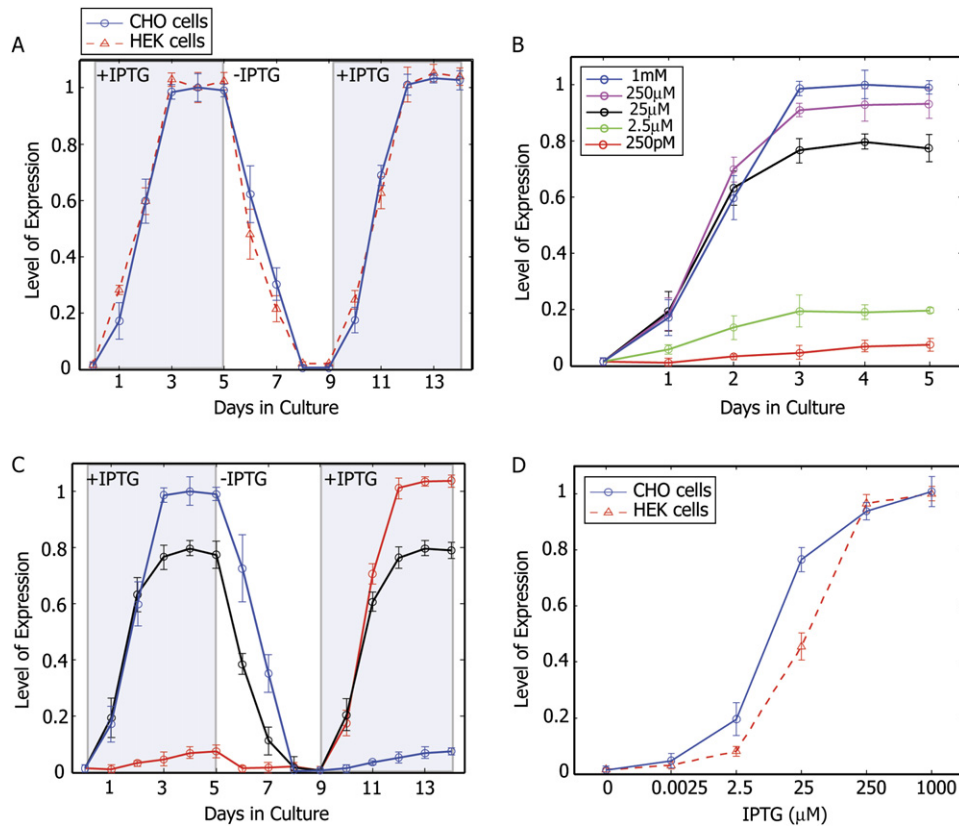 A
CHO cells
HEK cells
+IPTG
-IPTG
+IPTG
Level of Expression
1
0.8
0.6
0.4
0.2
0
1 3 5 7 9 11 13
Days in Culture
B
1mM
250μM
25μM
2.5μM
250pM
Level of Expression
1
0.8
0.6
0.4
0.2
0
1 2 3 4 5
Days in Culture
C
+IPTG
-IPTG
+IPTG
Level of Expression
1
0.8
0.6
0.4
0.2
0
1 3 5 7 9 11 13
Days in Culture
D
CHO cells
HEK cells
Level of Expression
1
0.8
0.6
0.4
0.2
0
0 0.0025 2.5 25 250 1000
IPTG (μM)